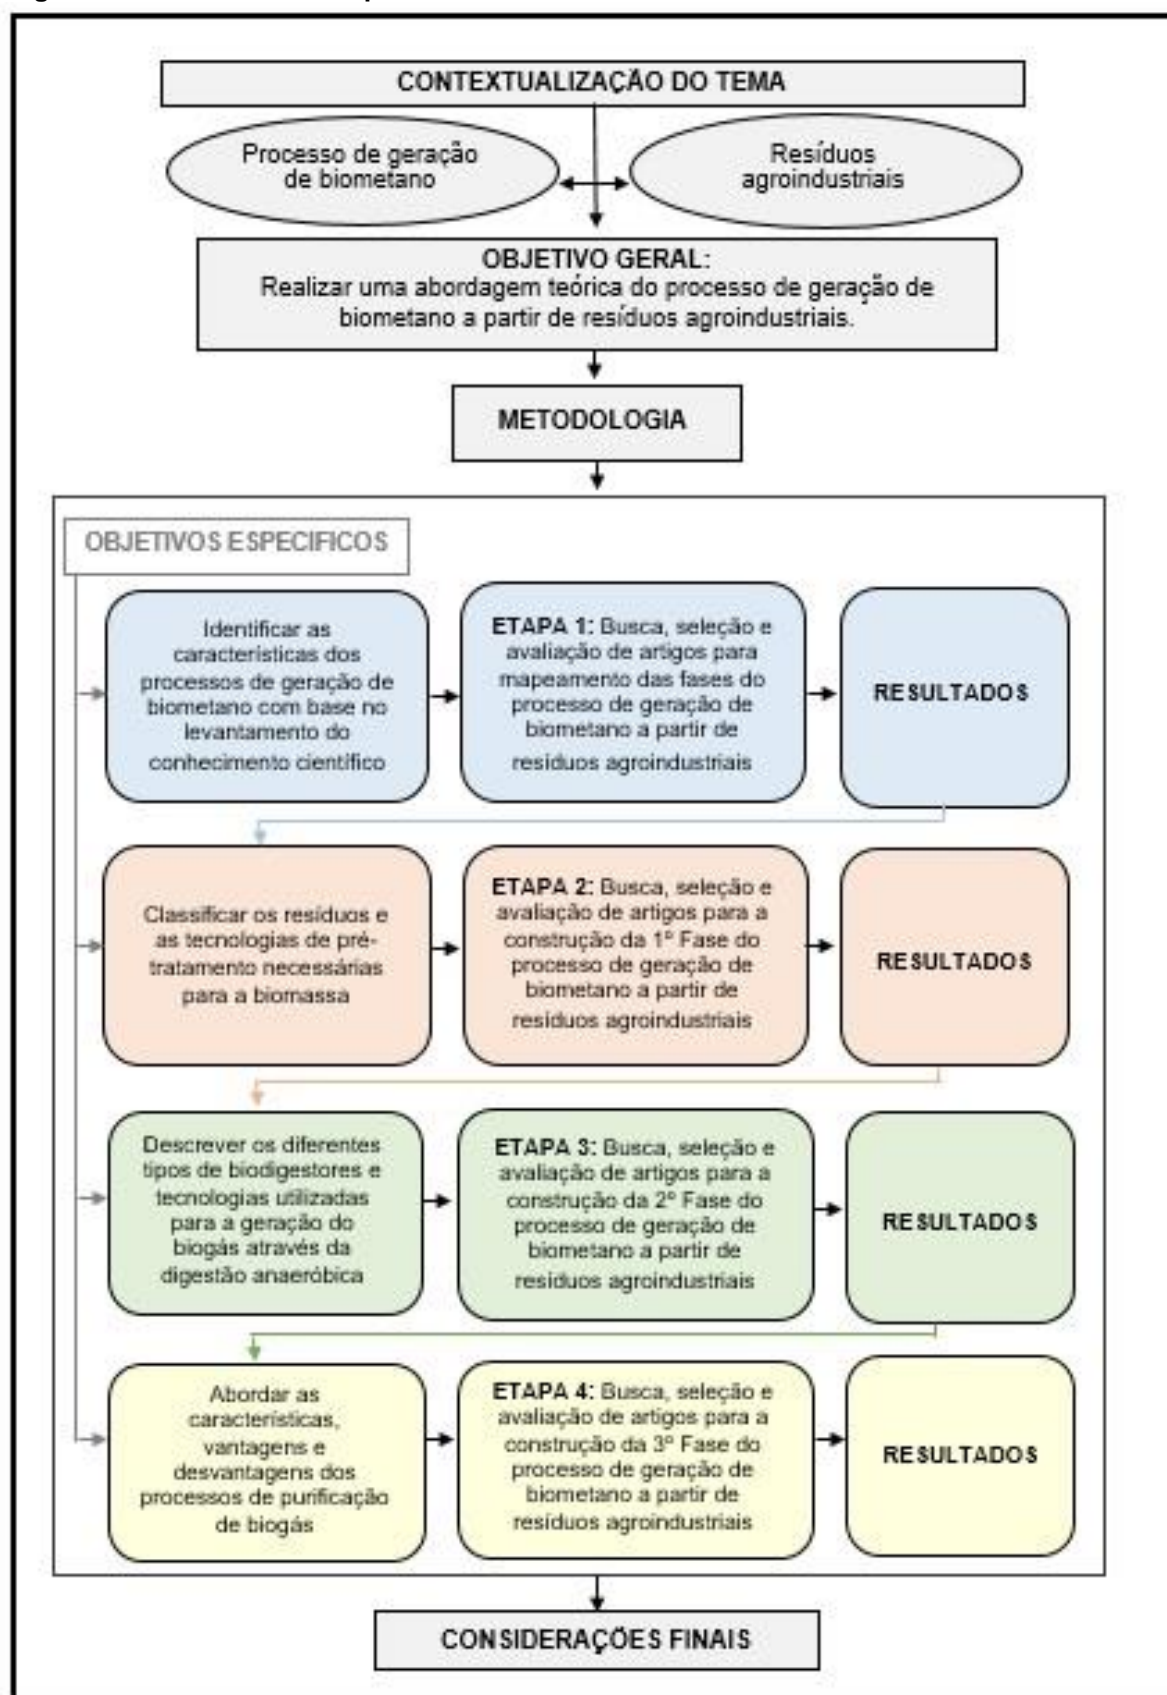 CONTEXTUALIZAÇÃO DO TEMA
Processo de geração
de biometano
Resíduos
agroindustriais
OBJETIVO GERAL:
Realizar uma abordagem teórica do processo de geração de
biometano a partir de resíduos agroindustriais.
METODOLOGIA
OBJETIVOS ESPECIFICOS
Identificar as
características dos
processos de geração de
biometano com base no
levantamento do
conhecimento científico
ETAPA 1: Busca, seleção e
avaliação de artigos para
mapeamento das fases do
processo de geração de
biometano a partir de
resíduos agroindustriais
RESULTADOS
Classificar os resíduos e
as tecnologias de pré-
tratamento necessárias
para a biomassa
ETAPA 2: Busca, seleção e
avaliação de artigos para a
construção da 1º Fase do
processo de geração de
biometano a partir de
resíduos agroindustriais
RESULTADOS
Descrever os diferentes
tipos de biodigestores e
tecnologias utilizadas
para a geração do
biogás através da
digestão anaeróbica
ETAPA 3: Busca, seleção e
avaliação de artigos para a
construção da 2º Fase do
processo de geração de
biometano a partir de
resíduos agroindustriais
RESULTADOS
Abordar as
características,
vantagens e
desvantagens dos
processos de purificação
de biogás
ETAPA 4: Busca, seleção e
avaliação de artigos para a
construção da 3º Fase do
processo de geração de
biometano a partir de
resíduos agroindustriais
RESULTADOS
CONSIDERAÇÕES FINAIS